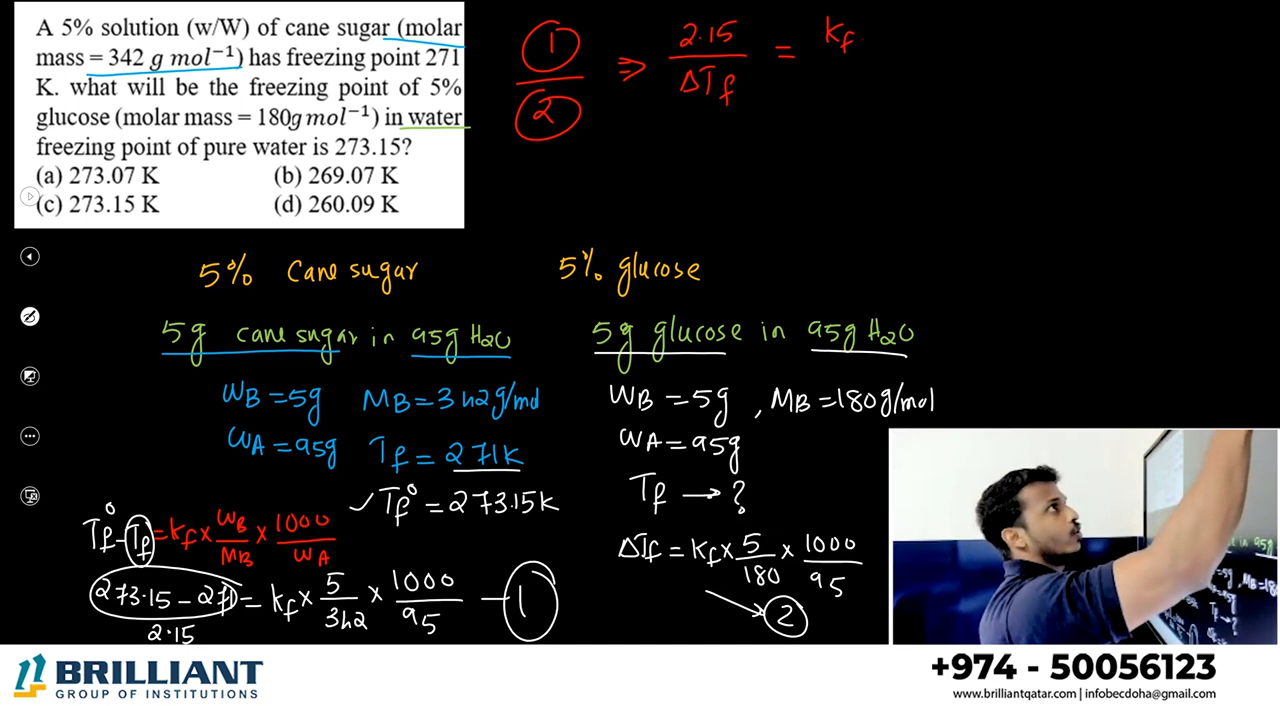 A 5% solution (w/W) of cane sugar (molar
mass = 342 g mol⁻¹) has freezing point 271
K. what will be the freezing point of 5%
glucose (molar mass = 180g mol⁻¹) in water
freezing point of pure water is 273.15?
(a) 273.07 K (b) 269.07 K
(c) 273.15 K (d) 260.09 K
1/2 ⇒ 2.15/ΔTf = Kf
5% Cane sugar
5g cane sugar in 95g H2O
WB = 5g MB = 342g/mol
WA = 95g Tf = 271K
✓Tf° = 273.15K
Tf° - Tf = Kf × WB/MB × 1000/WA
273.15 - 271 = Kf × 5/342 × 1000/95 — 1
2.15
5% glucose
5g glucose in 95g H2O
WB = 5g, MB = 180g/mol
WA = 95g
Tf → ?
ΔTf = Kf × 5/180 × 1000/95
→ 2
BRILLIANT
GROUP OF INSTITUTIONS
+974 - 50056123
www.brilliantqatar.com | infobecdoha@gmail.com